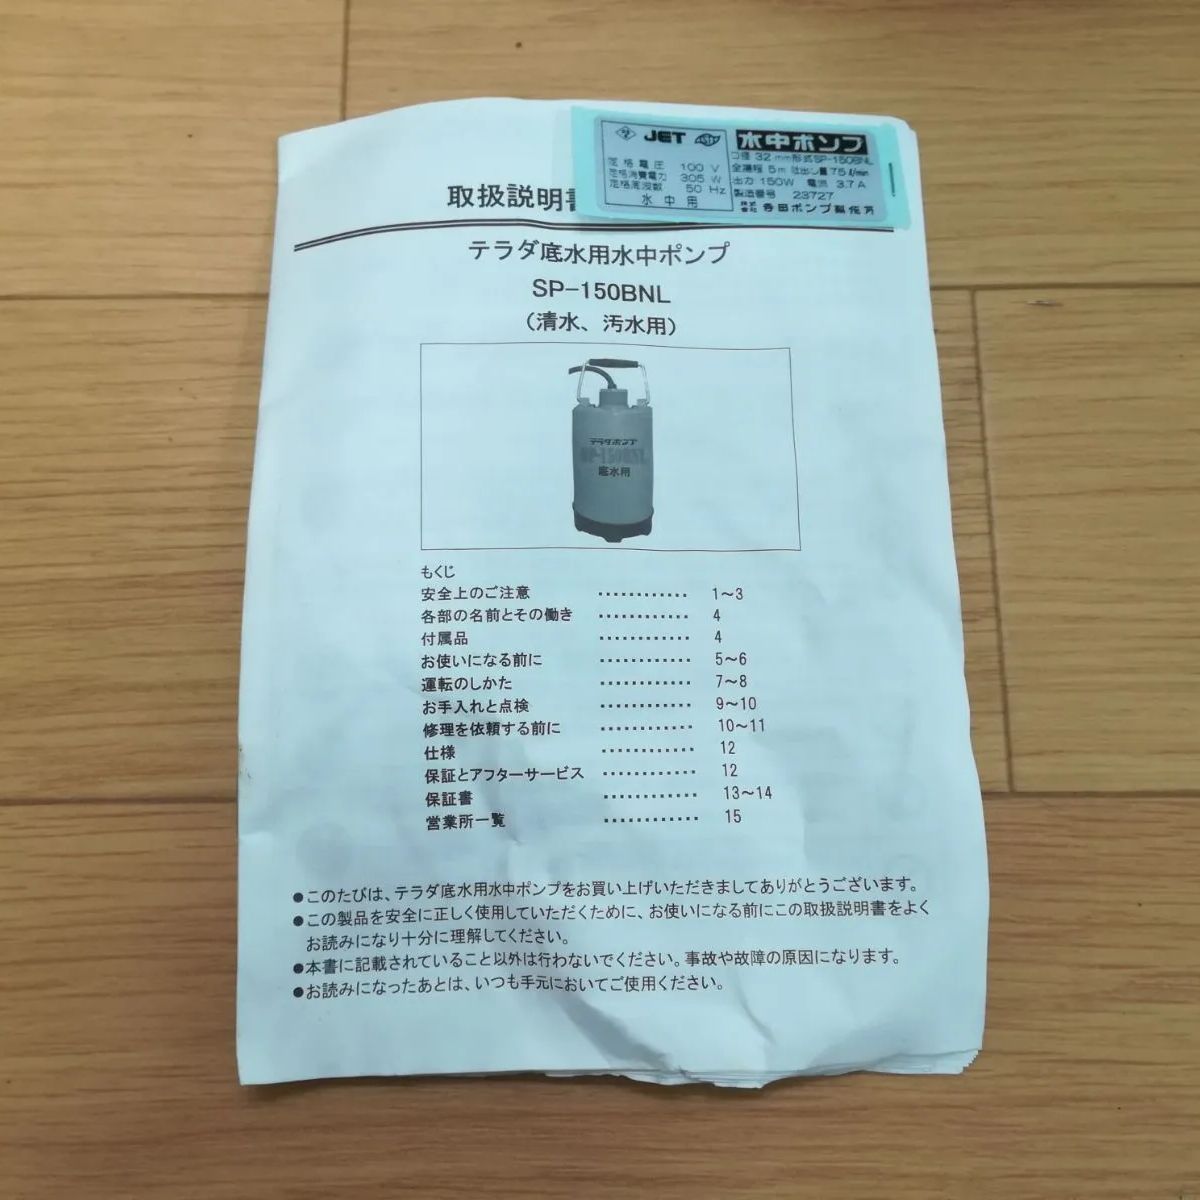 JET 水中ポンプ
定格電圧 100 V
定格消費電力 305 W
定格周波数 50 Hz
水中用
口径 32 mm 形式 SP-150BNL
全揚程 5 m 吐出し量 75 ℓ/min
出力 150W 電流 3.7A
製造番号 23727
株式会社 寺田ポンプ製作所
取扱説明書
テラダ底水用水中ポンプ
SP-150BNL
(清水、汚水用)
テラダポンプ
SP-150BNL
底水用
もくじ
安全上のご注意 ············ 1~3
各部の名前とその働き ············ 4
付属品 ············ 4
お使いになる前に ············ 5~6
運転のしかた ············ 7~8
お手入れと点検 ············ 9~10
修理を依頼する前に ············ 10~11
仕様 ············ 12
保証とアフターサービス ············ 12
保証書 ············ 13~14
営業所一覧 ············ 15
●このたびは、テラダ底水用水中ポンプをお買い上げいただきましてありがとうございます。
●この製品を安全に正しく使用していただくために、お使いになる前にこの取扱説明書をよく
お読みになり十分に理解してください。
●本書に記載されていること以外は行わないでください。事故や故障の原因になります。
●お読みになったあとは、いつも手元においてご使用ください。